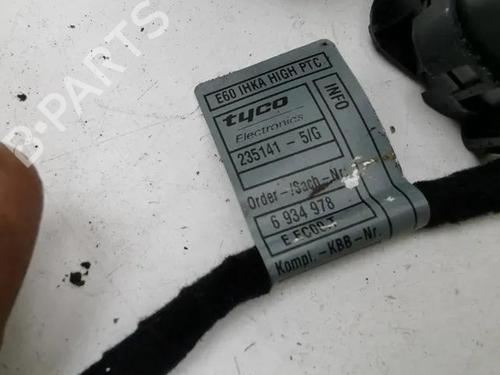 E60 IHKA HIGH PTC
INFO
tyco
Electronics
235141 - 5/G
Order-/Sach-Nr.
6 934 978
Kompl.-KBB-Nr.
B-PARTS